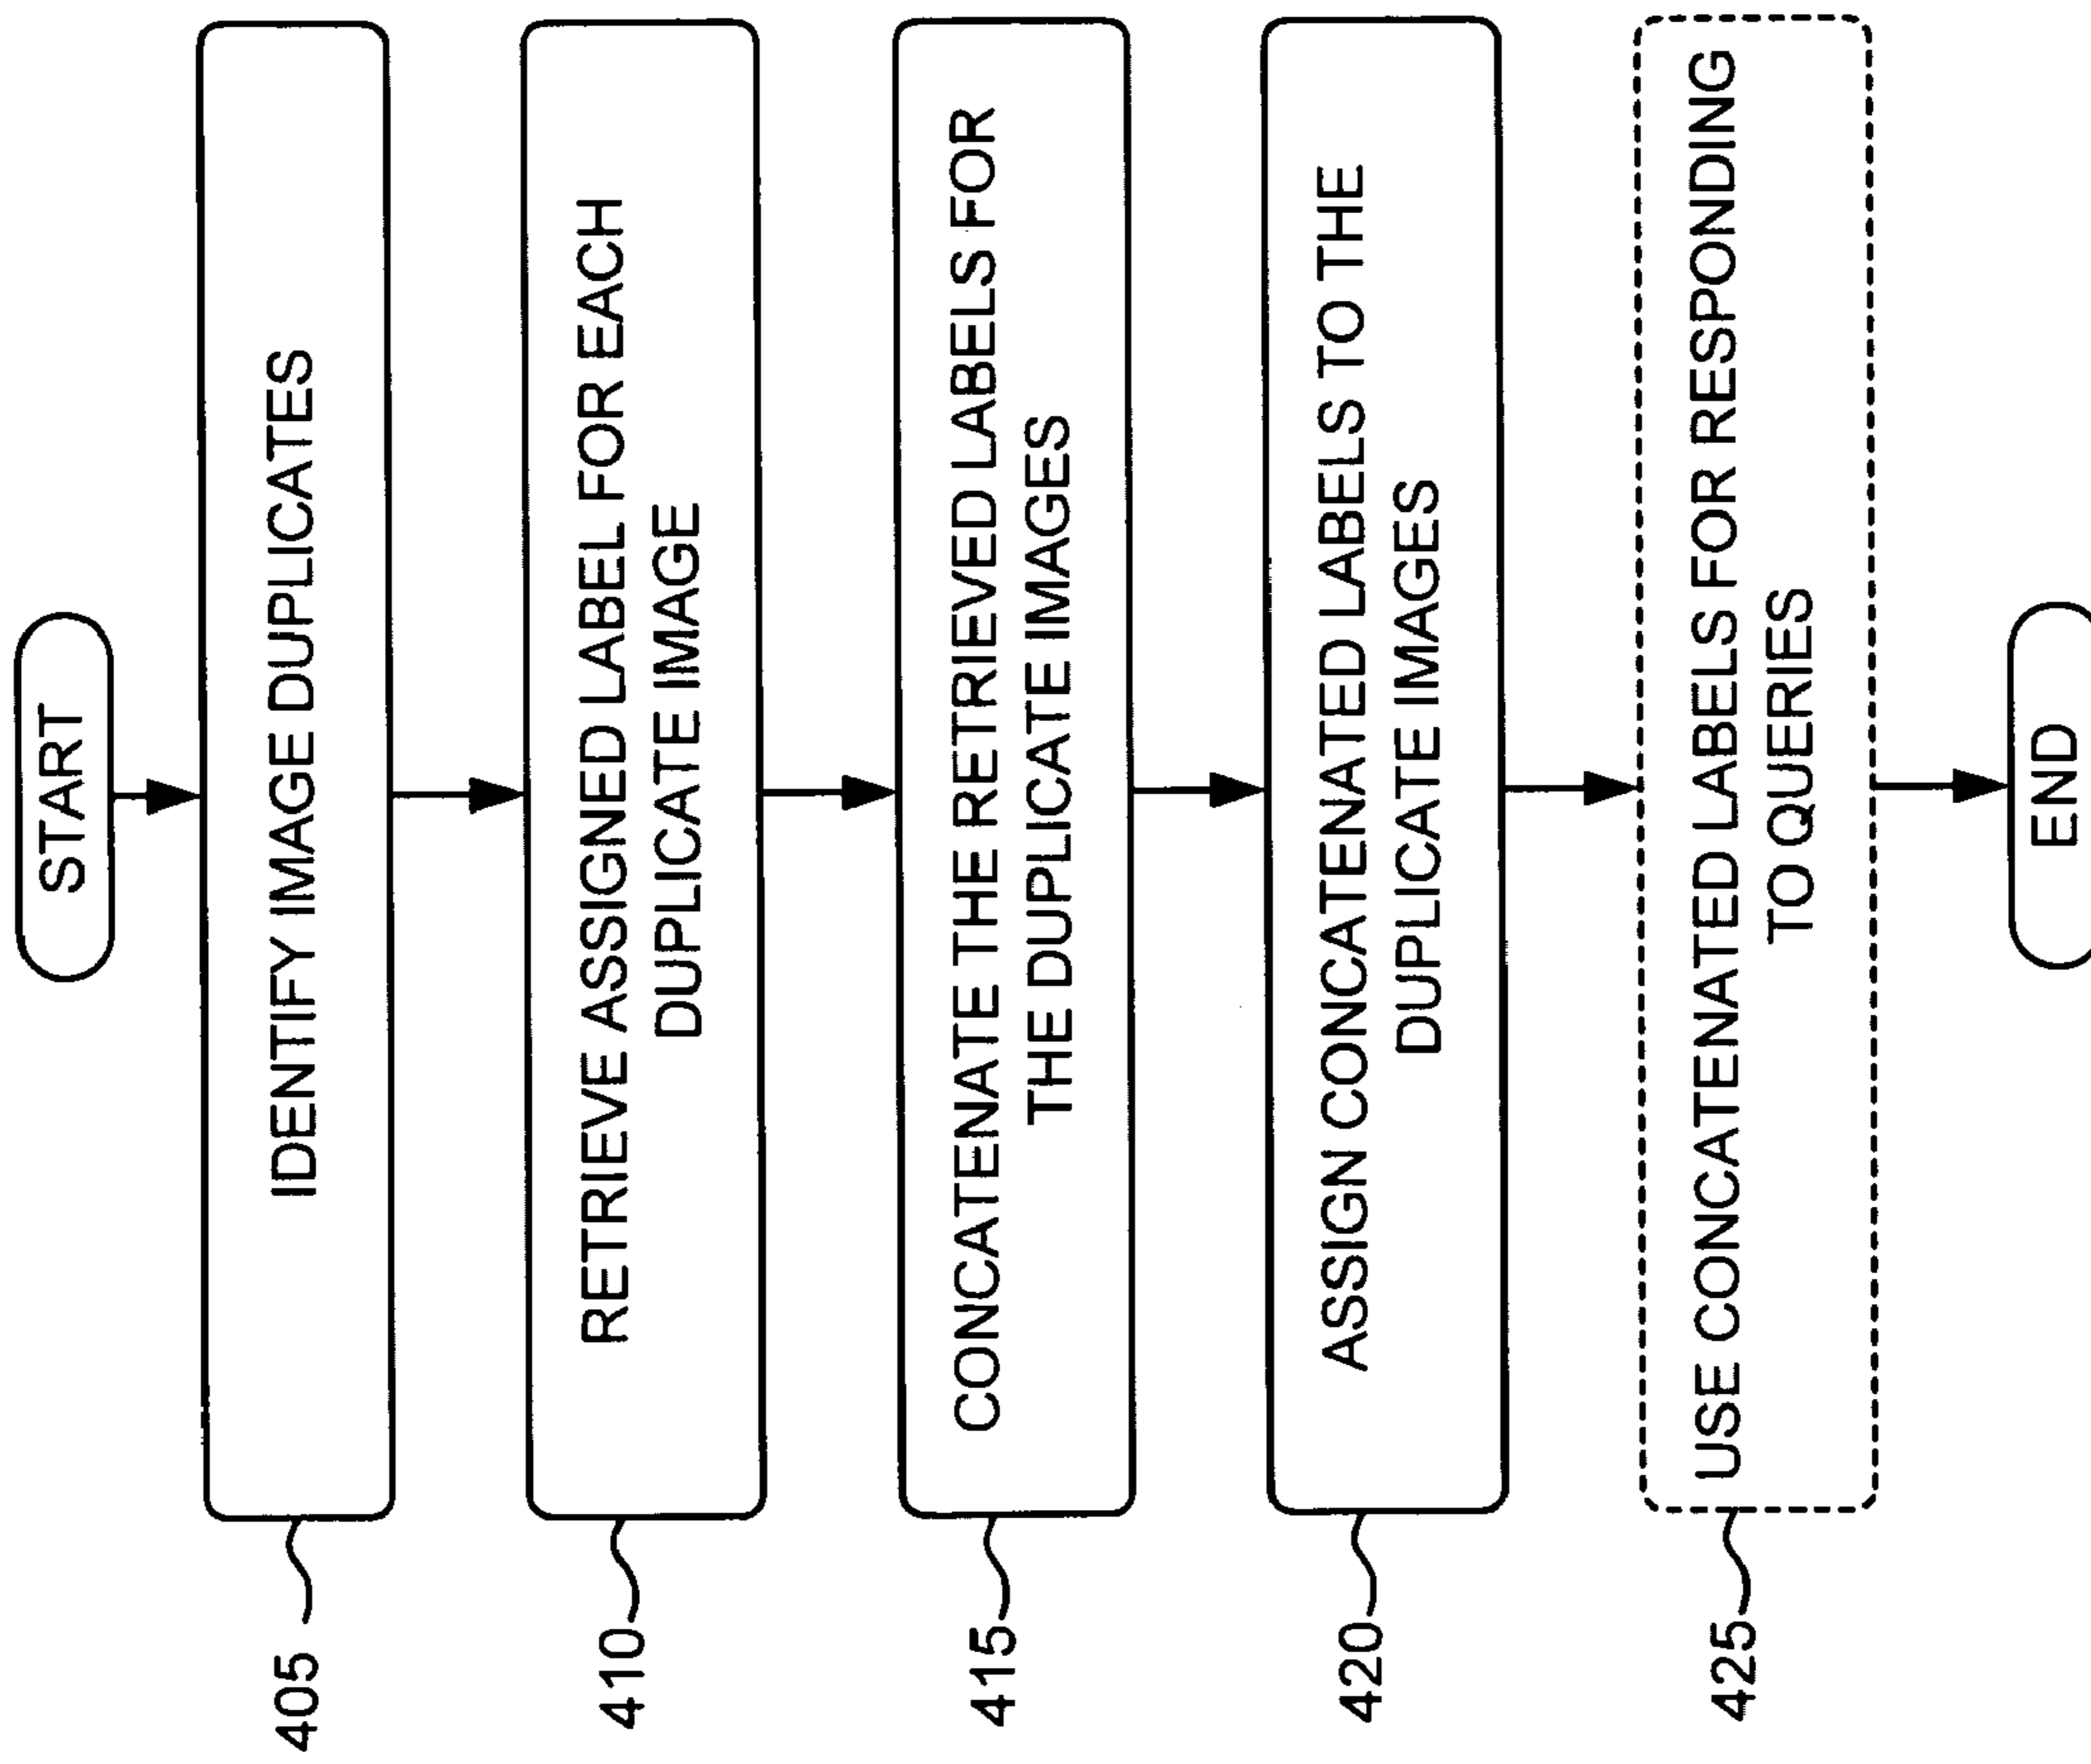 START
405
IDENTIFY IMAGE DUPLICATES
410
RETRIEVE ASSIGNED LABEL FOR EACH
DUPLICATE IMAGE
415
CONCATENATE THE RETRIEVED LABELS FOR
THE DUPLICATE IMAGES
420
ASSIGN CONCATENATED LABELS TO THE
DUPLICATE IMAGES
425
USE CONCATENATED LABELS FOR RESPONDING
TO QUERIES
END